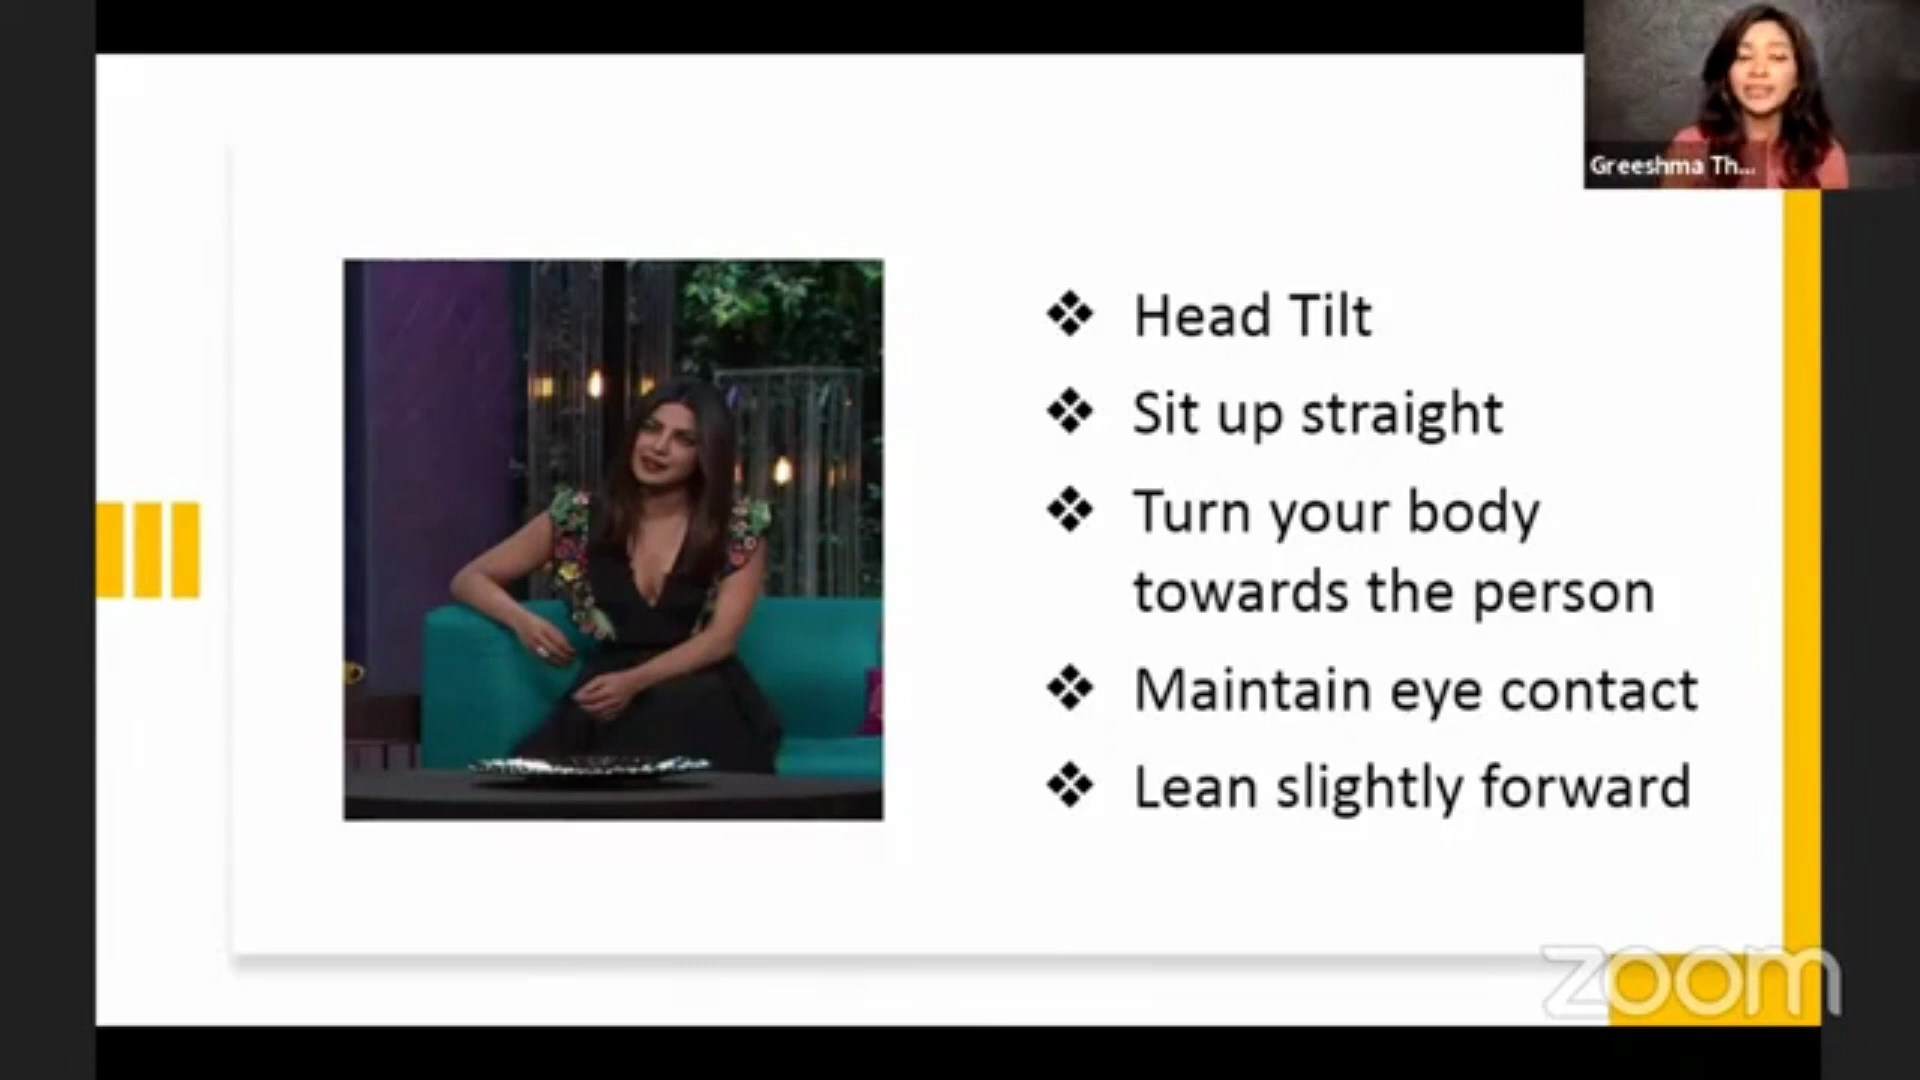 Greeshma Th...
Head Tilt
Sit up straight
Turn your body
towards the person
Maintain eye contact
Lean slightly forward
zoom